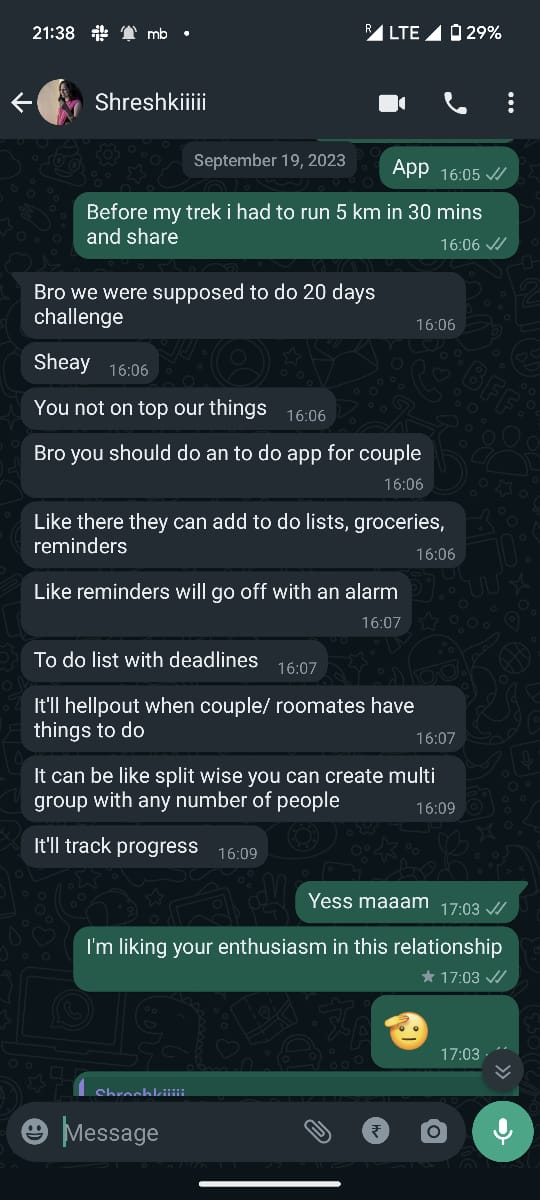 21:38 mb R LTE 29%
Shreshkiiiii
September 19, 2023
App 16:05
Before my trek i had to run 5 km in 30 mins
and share 16:06
Bro we were supposed to do 20 days
challenge 16:06
Sheay 16:06
You not on top our things 16:06
Bro you should do an to do app for couple
16:06
Like there they can add to do lists, groceries,
reminders 16:06
Like reminders will go off with an alarm
16:07
To do list with deadlines 16:07
It'll hellpout when couple/ roomates have
things to do 16:07
It can be like split wise you can create multi
group with any number of people 16:09
It'll track progress 16:09
Yess maaam 17:03
I'm liking your enthusiasm in this relationship
17:03
17:03
Shreshkiiiii
Message